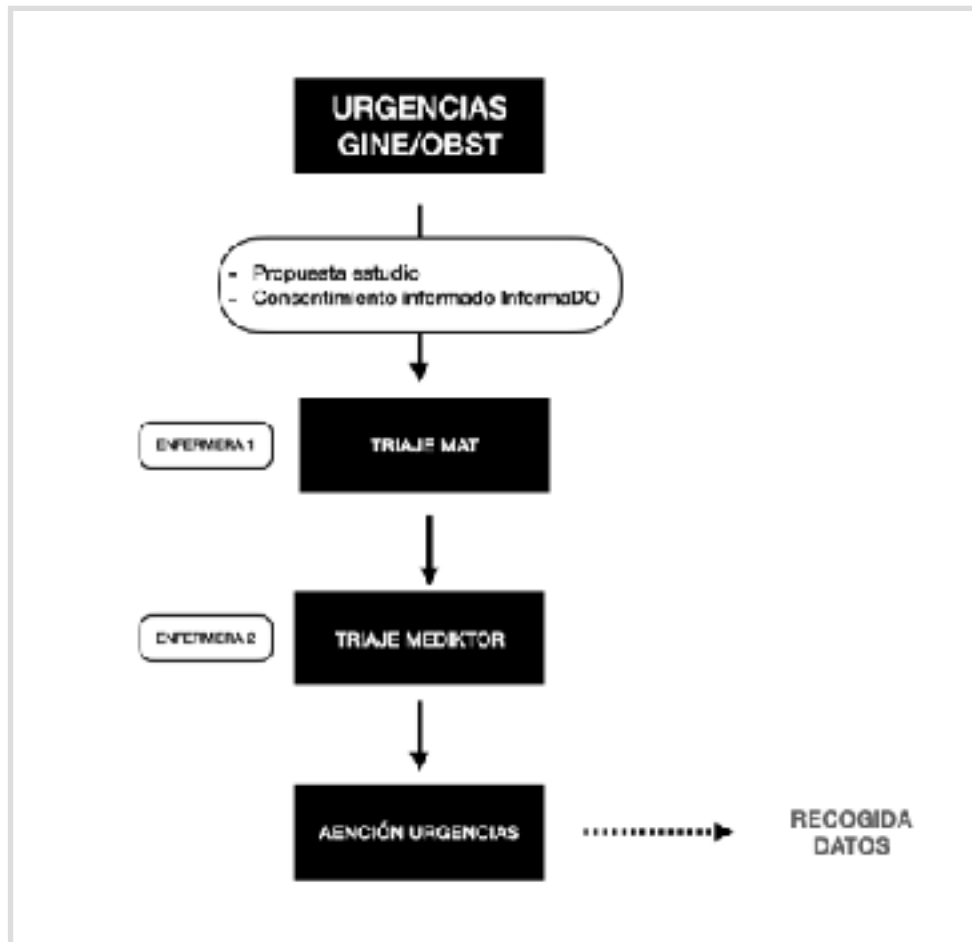 URGENCIAS
GINE/OBST
- Propuesta estudio
- Consentimiento informado InformaDO
ENFERMERA 1
TRIAJE MAT
ENFERMERA 2
TRIAJE MEDIKTOR
AENCIÓN URGENCIAS
RECOGIDA
DATOS